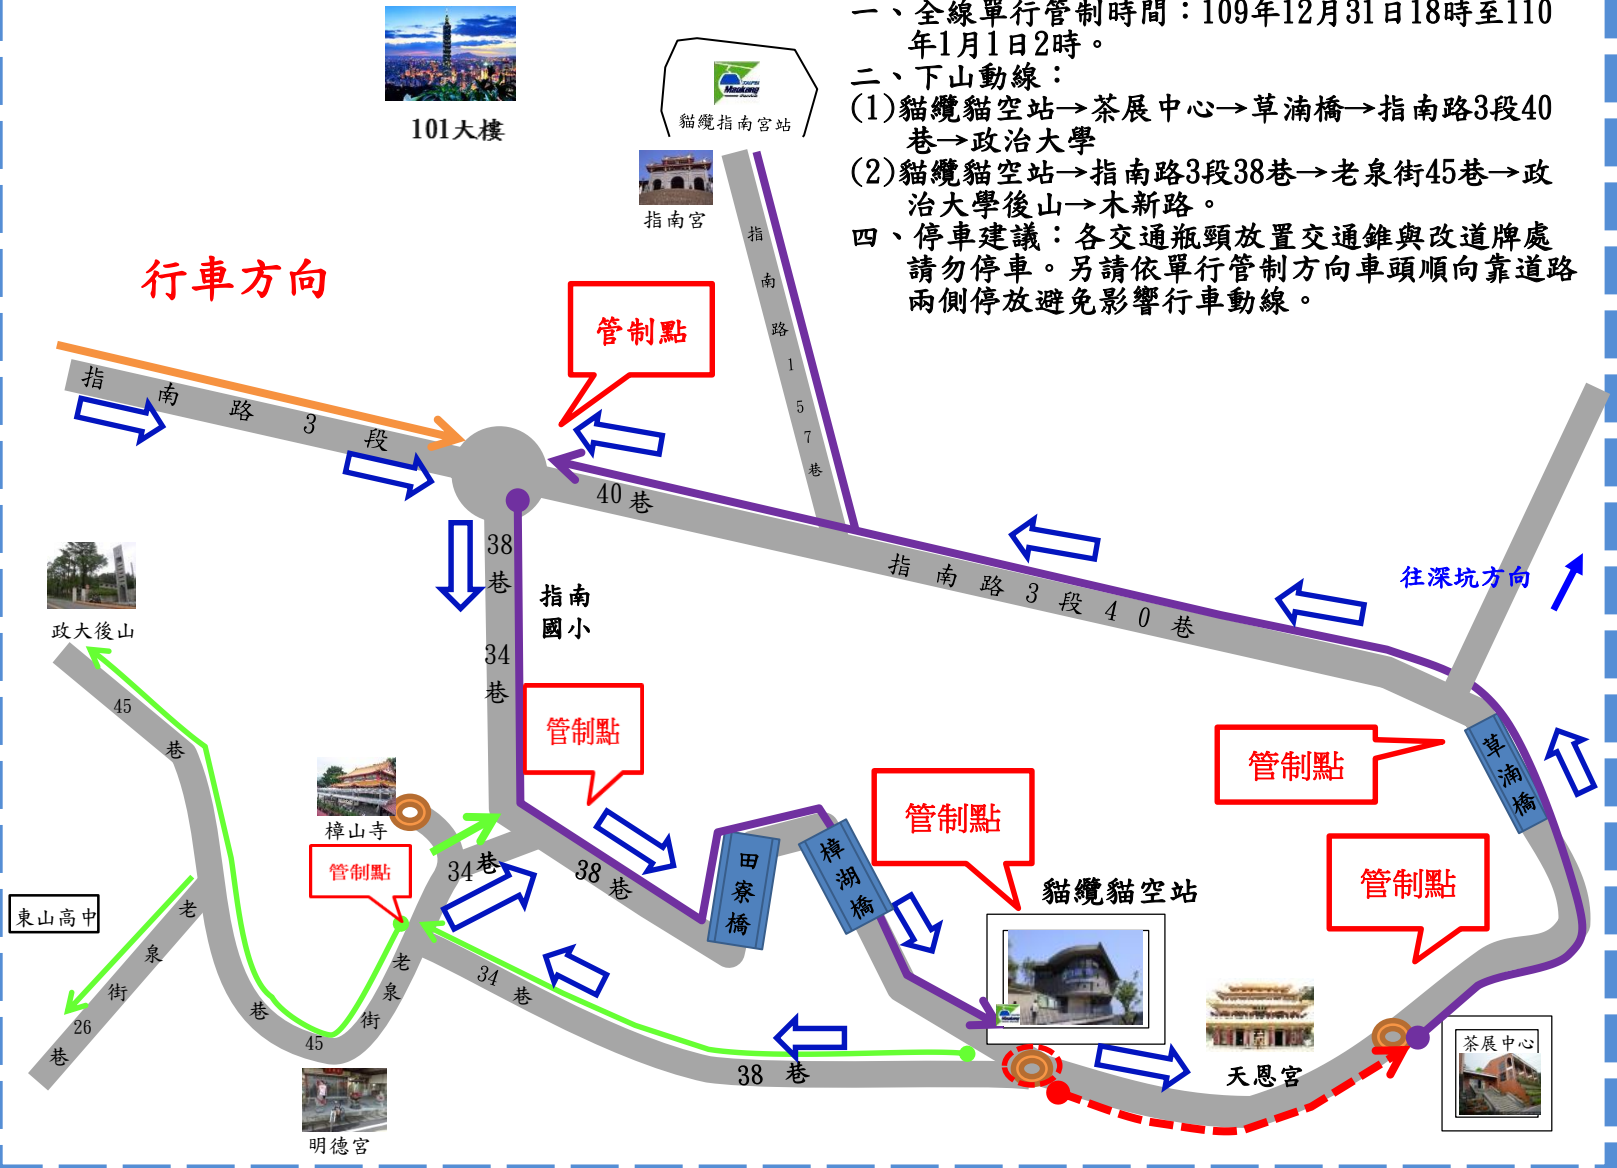 一、全線單行管制時間：109年12月31日18時至110
年1月1日2時。
二、下山動線：
(1)貓纜貓空站→茶展中心→草湳橋→指南路3段40
巷→政治大學
(2)貓纜貓空站→指南路3段38巷→老泉街45巷→政
治大學後山→木新路。
四、停車建議：各交通瓶頸放置交通錐與改道牌處
請勿停車。另請依單行管制方向車頭順向靠道路
兩側停放避免影響行車動線。
101大樓
Maokong
貓纜指南宮站
指南宮
行車方向
管制點
指南路157巷
指南路3段
40巷
38巷
指南
國小
34巷
指南路3段40巷
往深坑方向
政大後山
45巷
管制點
管制點
草湳橋
樟山寺
管制點
34巷
38巷
田寮橋
樟湖橋
管制點
管制點
貓纜貓空站
東山高中
老泉街26巷
老泉街
45巷
34巷
38巷
天恩宮
茶展中心
明德宮